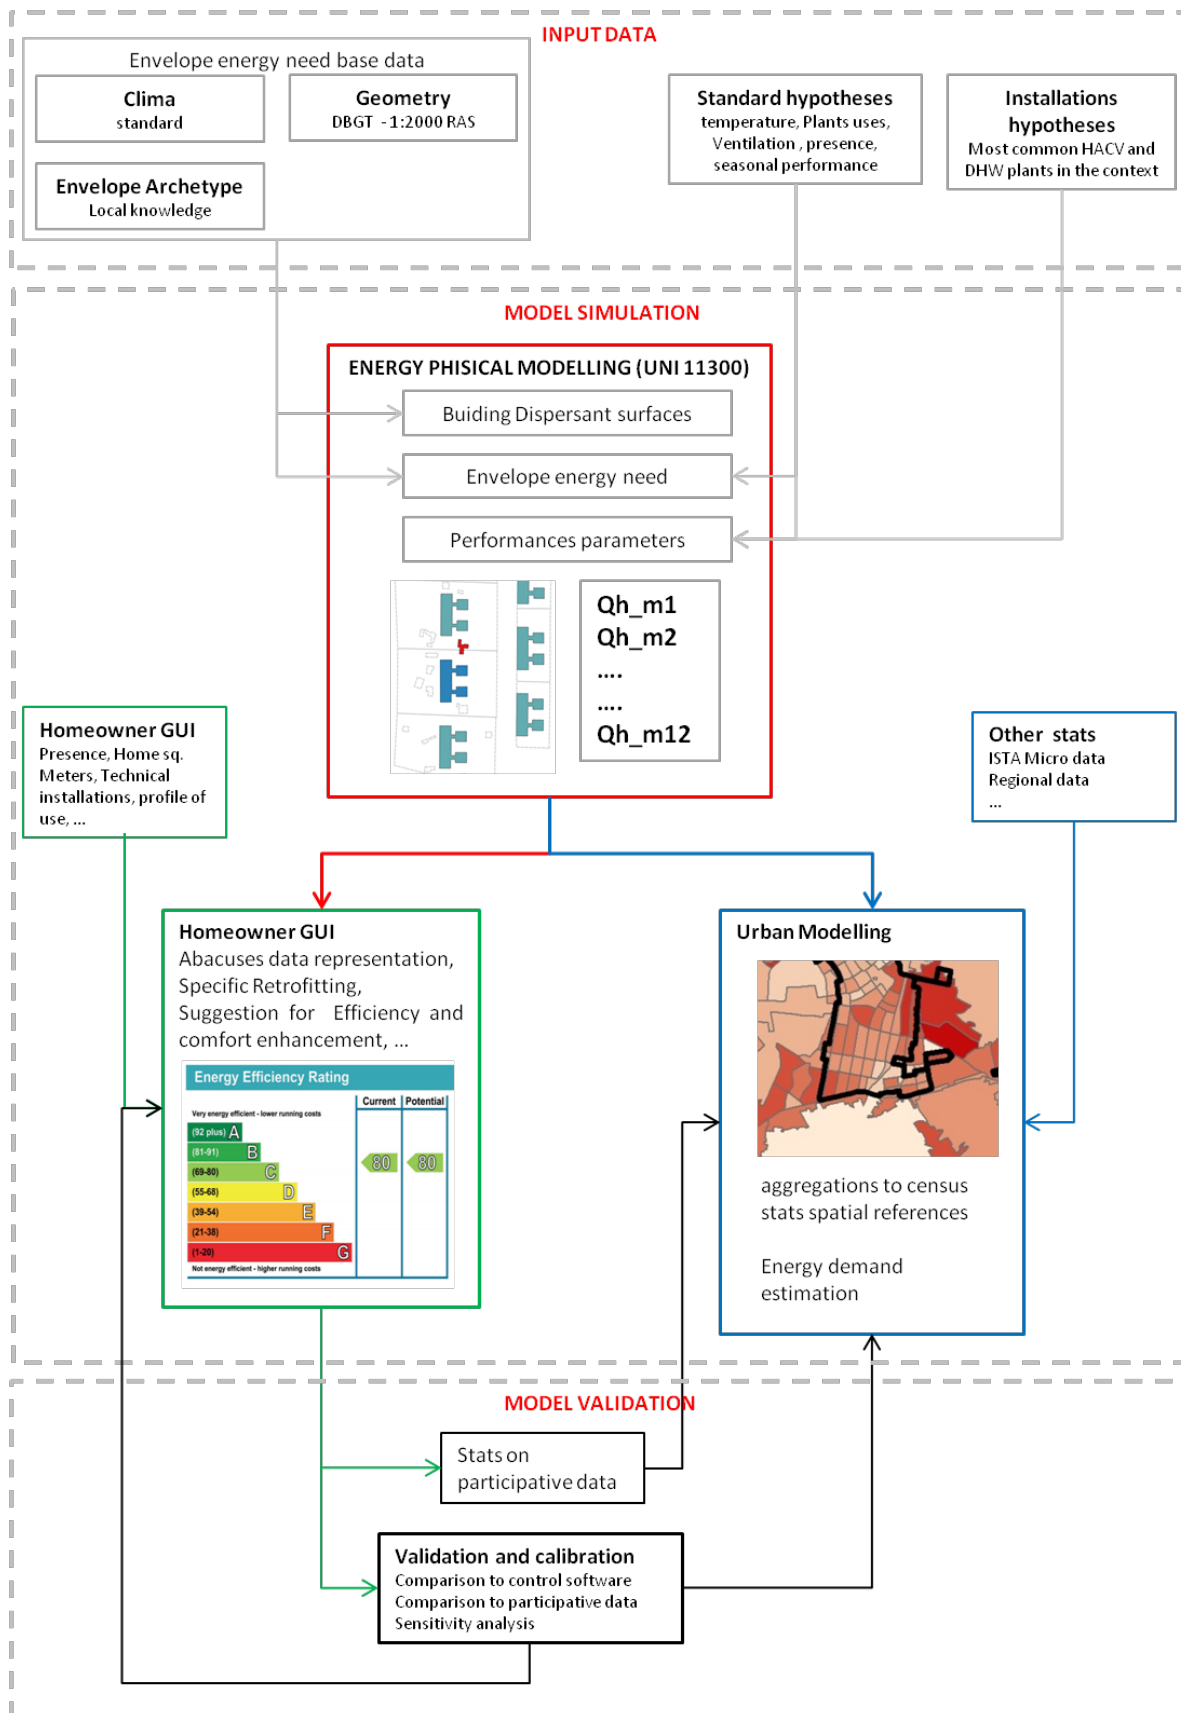 INPUT DATA
Envelope energy need base data
Clima
standard
Geometry
DBGT - 1:2000 RAS
Envelope Archetype
Local knowledge
Standard hypotheses
temperature, Plants uses,
Ventilation , presence,
seasonal performance
Installations
hypotheses
Most common HACV and
DHW plants in the context
MODEL SIMULATION
ENERGY PHISICAL MODELLING (UNI 11300)
Buiding Dispersant surfaces
Envelope energy need
Performances parameters
Qh_m1
Qh_m2
....
....
Qh_m12
Homeowner GUI
Presence, Home sq.
Meters, Technical
installations, profile of
use, ...
Other stats
ISTA Micro data
Regional data
...
Homeowner GUI
Abacuses data representation,
Specific Retrofitting,
Suggestion for Efficiency and
comfort enhancement, ...
Energy Efficiency Rating
Current Potential
Very energy efficient - lower running costs
(92 plus) A
(81-91) B
(69-80) C
80 80
(55-68) D
(39-54) E
(21-38) F
(1-20) G
Not energy efficient - higher running costs
Urban Modelling
aggregations to census
stats spatial references
Energy demand
estimation
MODEL VALIDATION
Stats on
participative data
Validation and calibration
Comparison to control software
Comparison to participative data
Sensitivity analysis